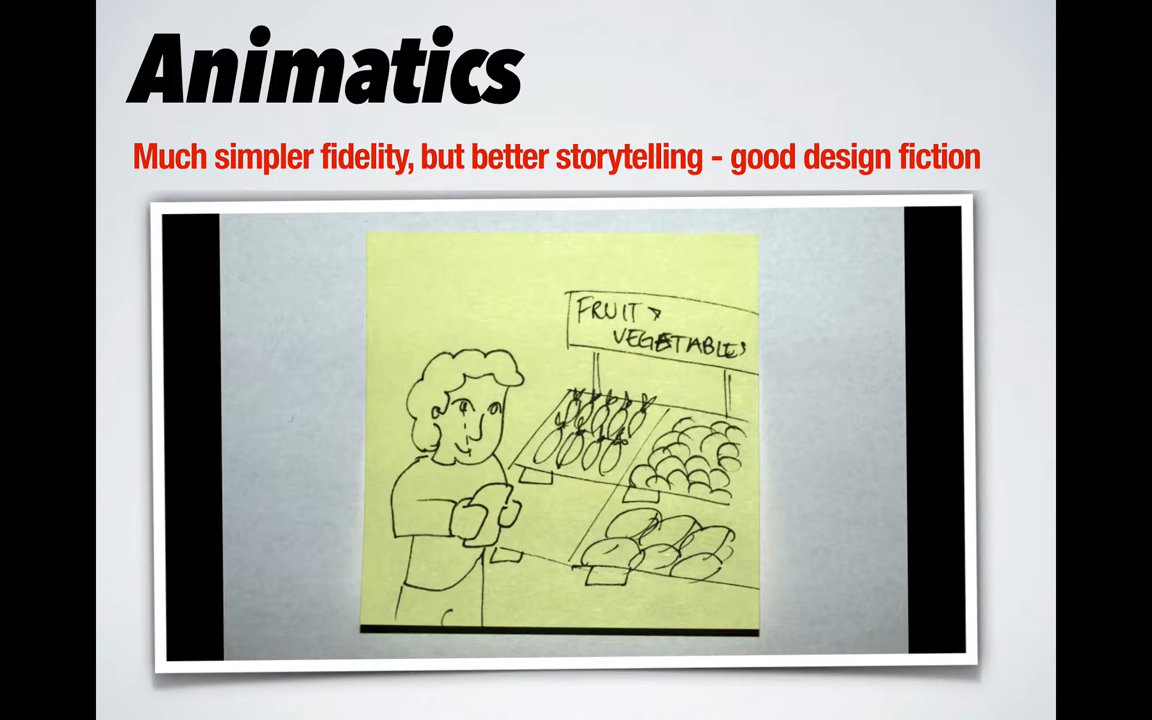 Animatics
Much simpler fidelity, but better storytelling - good design fiction
FRUIT &
VEGETABLES